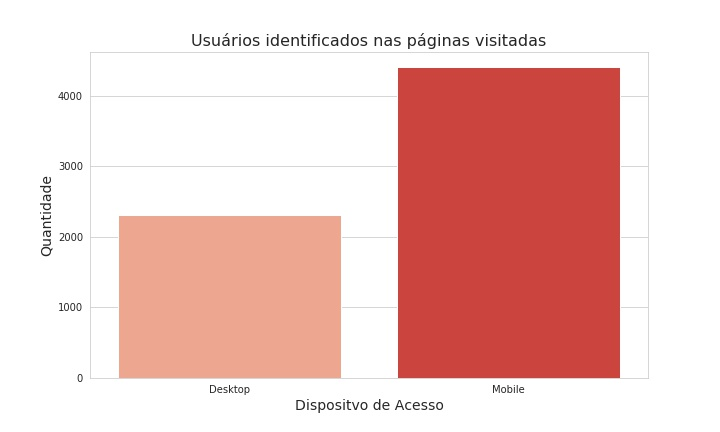 Usuários identificados nas páginas visitadas
4000
3000
2000
1000
0
Quantidade
Desktop
Mobile
Dispositvo de Acesso